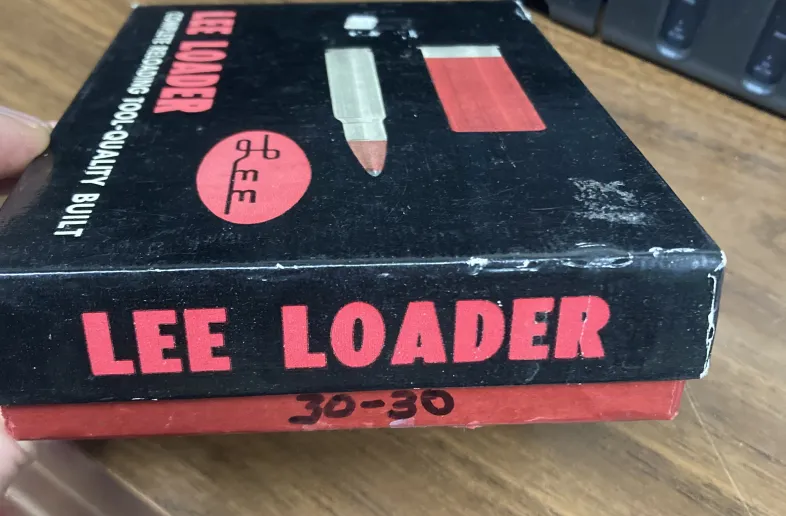 LEE LOADER
COMPLETE RELOADING TOOL-QUALITY BUILT
Lee
LEE LOADER
30-30